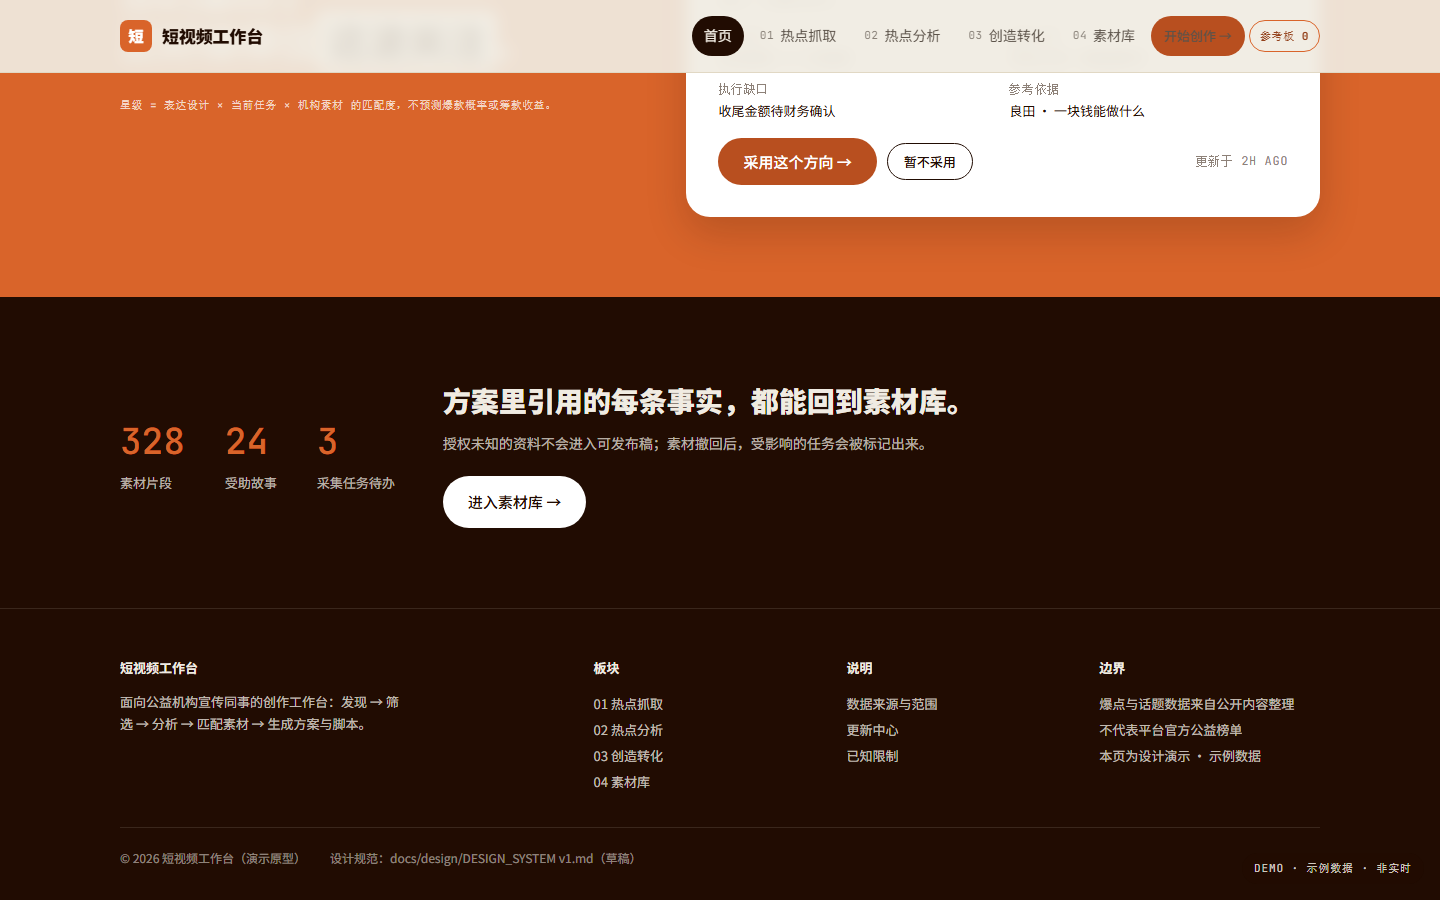 短 短视频工作台
首页 01 热点抓取 02 热点分析 03 创造转化 04 素材库 开始创作 → 参考板 0
星级 = 表达设计 × 当前任务 × 机构素材 的匹配度，不预测爆款概率或筹款收益。
执行缺口
收尾金额待财务确认
参考依据
良田 · 一块钱能做什么
采用这个方向 → 暂不采用 更新于 2H AGO
328 素材片段
24 受助故事
3 采集任务待办
方案里引用的每条事实，都能回到素材库。
授权未知的资料不会进入可发布稿；素材撤回后，受影响的任务会被标记出来。
进入素材库 →
短视频工作台
面向公益机构宣传同事的创作工作台：发现 → 筛
选 → 分析 → 匹配素材 → 生成方案与脚本。
板块
01 热点抓取
02 热点分析
03 创造转化
04 素材库
说明
数据来源与范围
更新中心
已知限制
边界
爆点与话题数据来自公开内容整理
不代表平台官方公益榜单
本页为设计演示 · 示例数据
© 2026 短视频工作台（演示原型） 设计规范：docs/design/DESIGN_SYSTEM v1.md（草稿）
DEMO · 示例数据 · 非实时